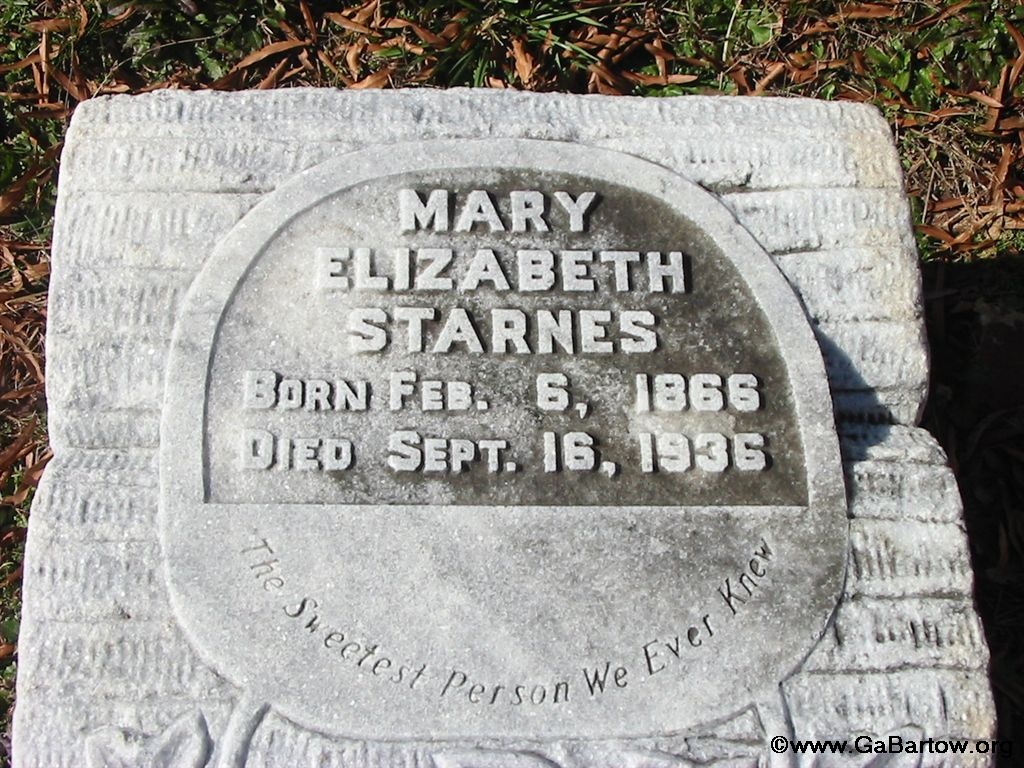 MARY
ELIZABETH
STARNES
BORN FEB. 6, 1866
DIED SEPT. 16, 1936
The Sweetest Person We Ever Knew
©www.GaBartow.org